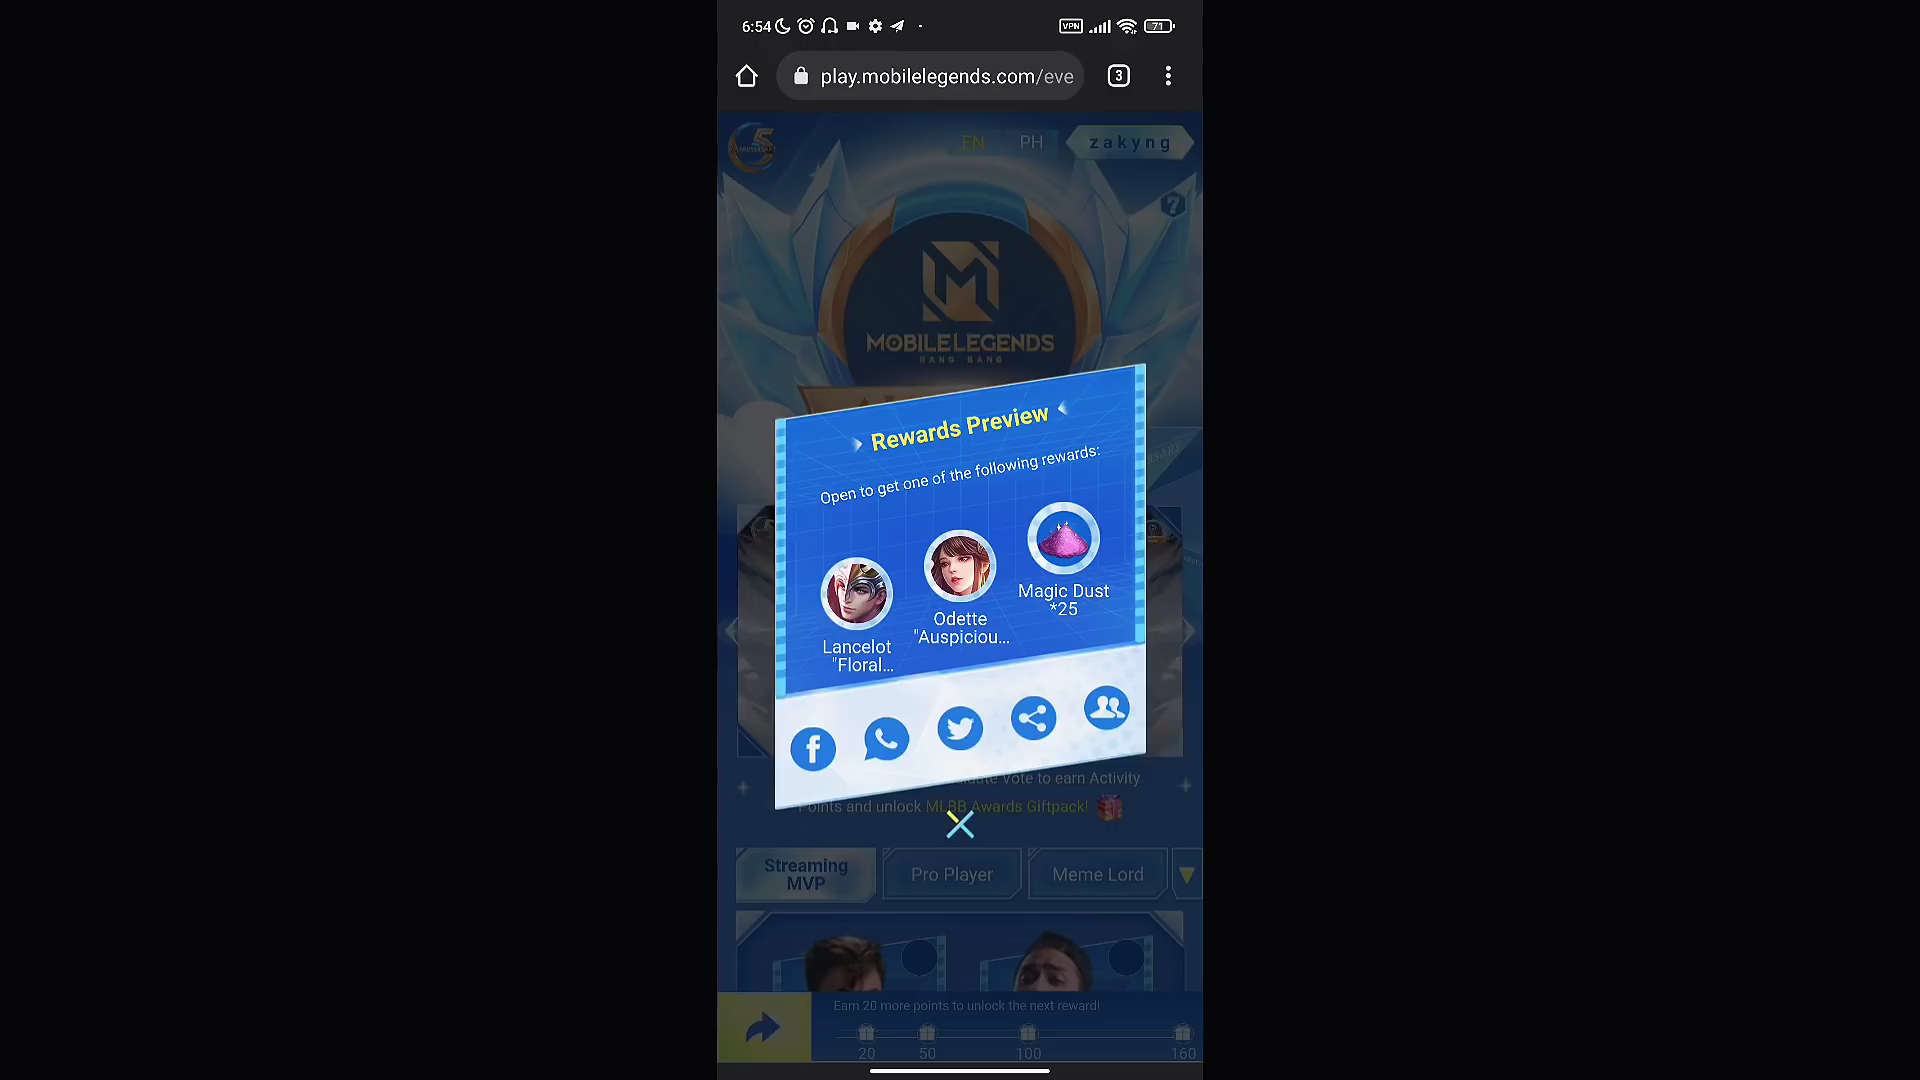 6:54
VPN
71
play.mobilelegends.com/eve
3
5
ANNIVERSARY
EN
PH
zakyng
?
MOBILE LEGENDS
BANG BANG
Rewards Preview
Open to get one of the following rewards:
Magic Dust
*25
Odette
"Auspiciou...
Lancelot
"Floral...
Vote to earn Activity
Points and unlock MLBB Awards Giftpack!
Streaming
MVP
Pro Player
Meme Lord
Earn 20 more points to unlock the next reward!
20
50
100
160